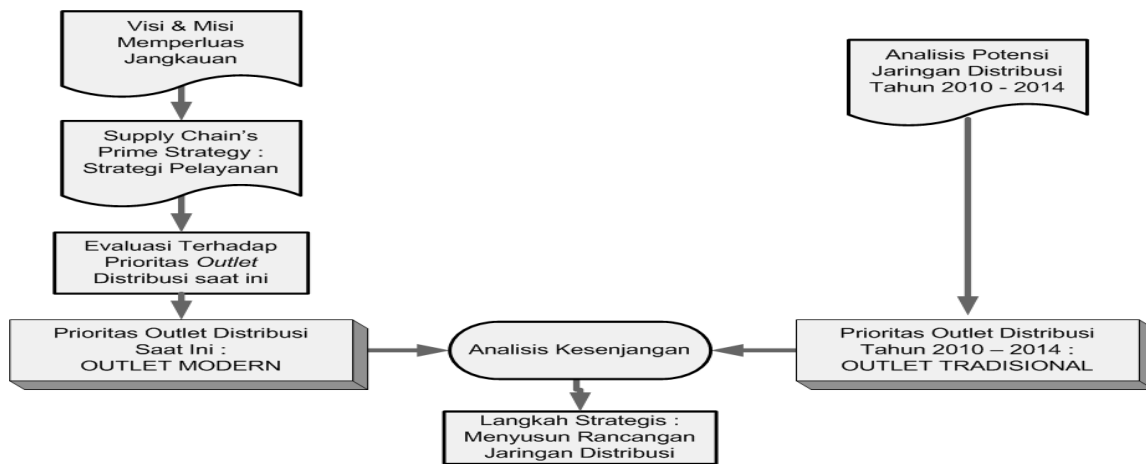 Visi & Misi
Memperluas
Jangkauan
Supply Chain's
Prime Strategy :
Strategi Pelayanan
Evaluasi Terhadap
Prioritas Outlet
Distribusi saat ini
Prioritas Outlet Distribusi
Saat Ini :
OUTLET MODERN
Analisis Kesenjangan
Langkah Strategis :
Menyusun Rancangan
Jaringan Distribusi
Analisis Potensi
Jaringan Distribusi
Tahun 2010 - 2014
Prioritas Outlet Distribusi
Tahun 2010 – 2014 :
OUTLET TRADISIONAL